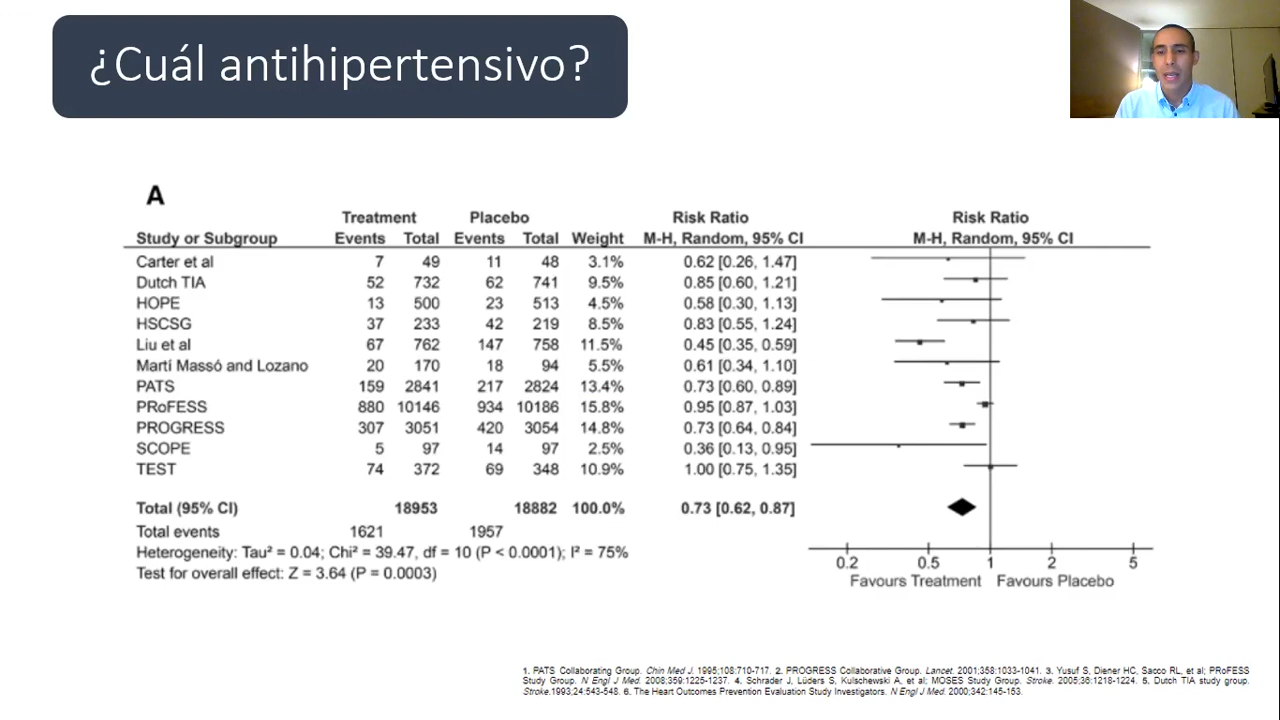 ¿Cuál antihipertensivo?
A
Treatment Placebo Risk Ratio Risk Ratio
Study or Subgroup Events Total Events Total Weight M-H, Random, 95% CI M-H, Random, 95% CI
Carter et al 7 49 11 48 3.1% 0.62 [0.26, 1.47]
Dutch TIA 52 732 62 741 9.5% 0.85 [0.60, 1.21]
HOPE 13 500 23 513 4.5% 0.58 [0.30, 1.13]
HSCSG 37 233 42 219 8.5% 0.83 [0.55, 1.24]
Liu et al 67 762 147 758 11.5% 0.45 [0.35, 0.59]
Martí Massó and Lozano 20 170 18 94 5.5% 0.61 [0.34, 1.10]
PATS 159 2841 217 2824 13.4% 0.73 [0.60, 0.89]
PRoFESS 880 10146 934 10186 15.8% 0.95 [0.87, 1.03]
PROGRESS 307 3051 420 3054 14.8% 0.73 [0.64, 0.84]
SCOPE 5 97 14 97 2.5% 0.36 [0.13, 0.95]
TEST 74 372 69 348 10.9% 1.00 [0.75, 1.35]
Total (95% CI) 18953 18882 100.0% 0.73 [0.62, 0.87]
Total events 1621 1957
Heterogeneity: Tau² = 0.04; Chi² = 39.47, df = 10 (P < 0.0001); I² = 75%
Test for overall effect: Z = 3.64 (P = 0.0003)
0.2 0.5 1 2 5
Favours Treatment Favours Placebo
1. PATS Collaborating Group. Chin Med J. 1995;108:710-717. 2. PROGRESS Collaborative Group. Lancet. 2001;358:1033-1041. 3. Yusuf S, Diener HC, Sacco RL, et al; PRoFESS
Study Group. N Engl J Med. 2008;359:1225-1237. 4. Schrader J, Lüders S, Kulschewski A, et al; MOSES Study Group. Stroke. 2005;36:1218-1224. 5. Dutch TIA study group.
Stroke.1993;24:543-548. 6. The Heart Outcomes Prevention Evaluation Study Investigators. N Engl J Med. 2000;342:145-153.